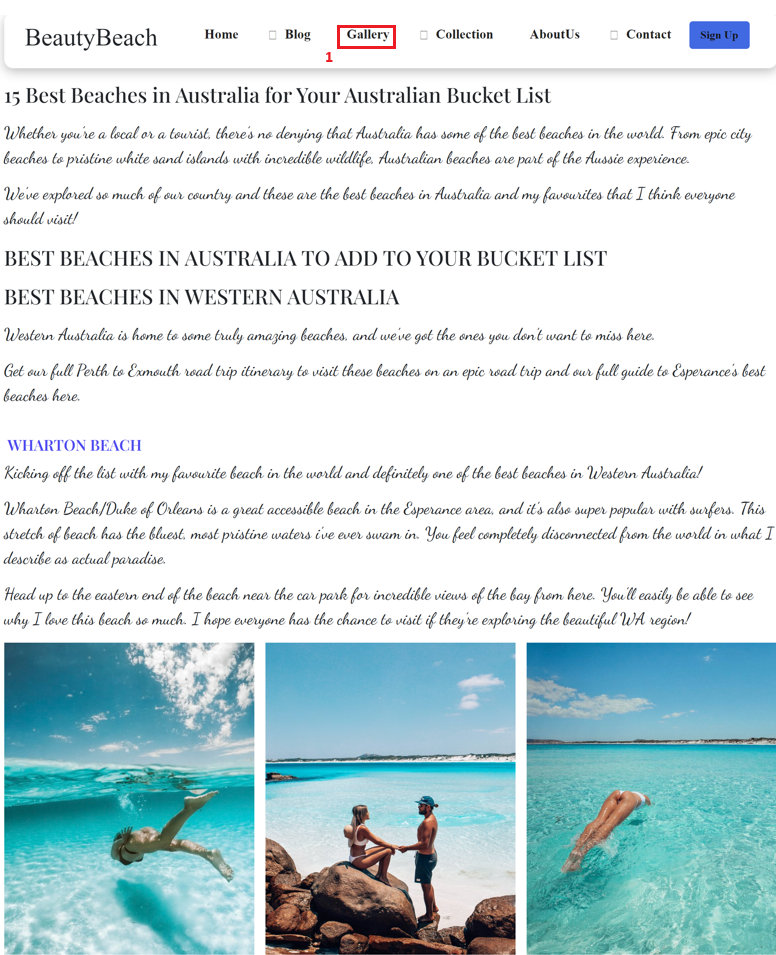 BeautyBeach Home Blog Gallery Collection AboutUs Contact Sign Up
1
15 Best Beaches in Australia for Your Australian Bucket List
Whether you're a local or a tourist, there's no denying that Australia has some of the best beaches in the world. From epic city
beaches to pristine white sand islands with incredible wildlife, Australian beaches are part of the Aussie experience.
We've explored so much of our country and these are the best beaches in Australia and my favourites that I think everyone
should visit!
BEST BEACHES IN AUSTRALIA TO ADD TO YOUR BUCKET LIST
BEST BEACHES IN WESTERN AUSTRALIA
Western Australia is home to some truly amazing beaches, and we've got the ones you don't want to miss here.
Get our full Perth to Exmouth road trip itinerary to visit these beaches on an epic road trip and our full guide to Esperance's best
beaches here.
WHARTON BEACH
Kicking off the list with my favourite beach in the world and definitely one of the best beaches in Western Australia!
Wharton Beach/Duke of Orleans is a great accessible beach in the Esperance area, and it's also super popular with surfers. This
stretch of beach has the bluest, most pristine waters i've ever swam in. You feel completely disconnected from the world in what I
describe as actual paradise.
Head up to the eastern end of the beach near the car park for incredible views of the bay from here. You'll easily be able to see
why I love this beach so much. I hope everyone has the chance to visit if they're exploring the beautiful WA region!